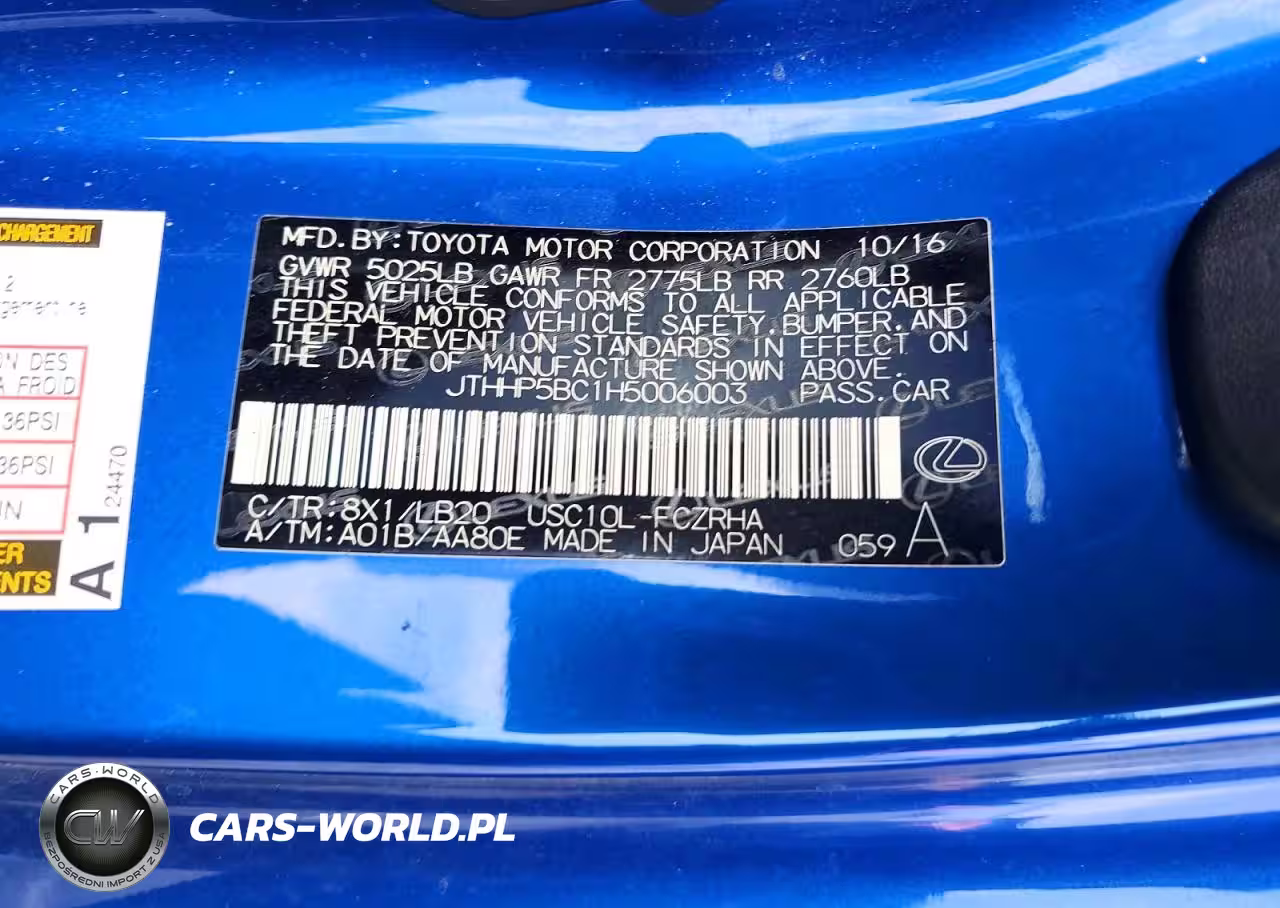 CHARGEMENT
2
ON DES
A FROID
36PSI
36PSI
IN
ER
ENTS
A 1 24470
MFD.BY:TOYOTA MOTOR CORPORATION 10/16
GVWR 5025LB GAWR FR 2775LB RR 2760LB
THIS VEHICLE CONFORMS TO ALL APPLICABLE
FEDERAL MOTOR VEHICLE SAFETY,BUMPER,AND
THEFT PREVENTION STANDARDS IN EFFECT ON
THE DATE OF MANUFACTURE SHOWN ABOVE.
JTHHP5BC1H5006003 PASS.CAR
C/TR:8X1/LB20 USC10L-FCZRHA
A/TM:A01B/AA80E MADE IN JAPAN 059 A
CARS-WORLD
CW
BEZPOŚREDNI IMPORT Z USA
CARS-WORLD.PL